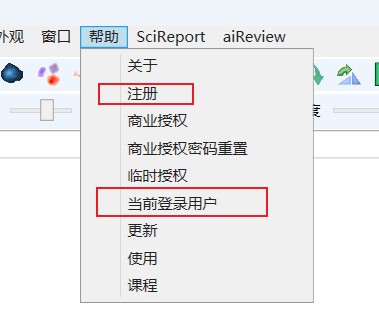 外观 窗口 帮助 SciReport aiReview
关于
注册
度
商业授权
商业授权密码重置
临时授权
当前登录用户
更新
使用
课程